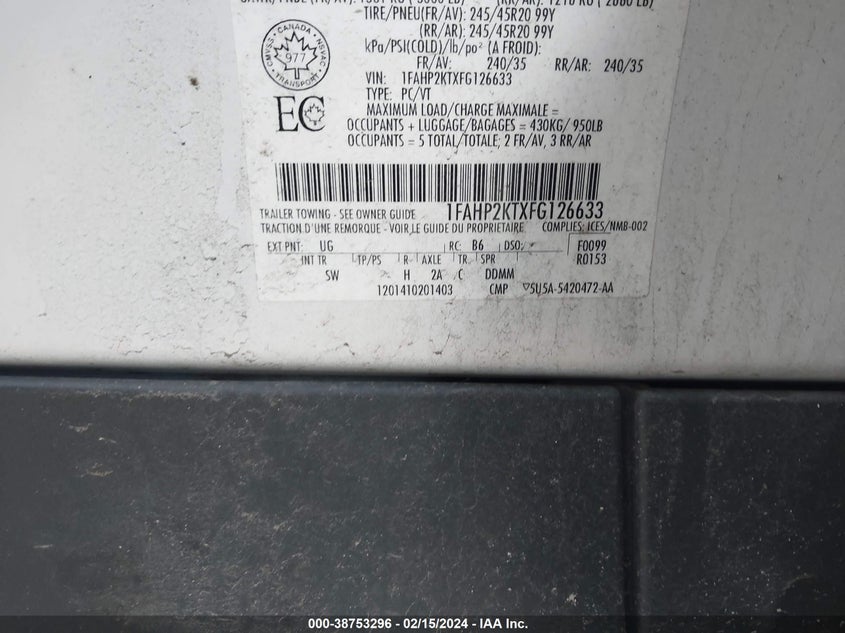 TIRE/PNEU(FR/AV): 245/45R20 99Y
(RR/AR): 245/45R20 99Y
kPa/PSI(COLD)/lb/po² (A FROID):
FR/AV: 240/35 RR/AR: 240/35
CMVSS CANADA NSVAC
977
TRANSPORT
VIN: 1FAHP2KTXFG126633
TYPE: PC/VT
EC
MAXIMUM LOAD/CHARGE MAXIMALE =
OCCUPANTS + LUGGAGE/BAGAGES = 430KG/ 950LB
OCCUPANTS = 5 TOTAL/TOTALE; 2 FR/AV, 3 RR/AR
1FAHP2KTXFG126633
TRAILER TOWING - SEE OWNER GUIDE
TRACTION D'UNE REMORQUE - VOIR LE GUIDE DU PROPRIETAIRE COMPLIES: ICES/NMB-002
EXT PNT: UG RC: B6 DSO: F0099
INT TR TP/PS R AXLE TR SPR R0153
SW H 2A C DDMM
1201410201403 CMP ▽5U5A-5420472-AA
000-38753296 - 02/15/2024 - IAA Inc.